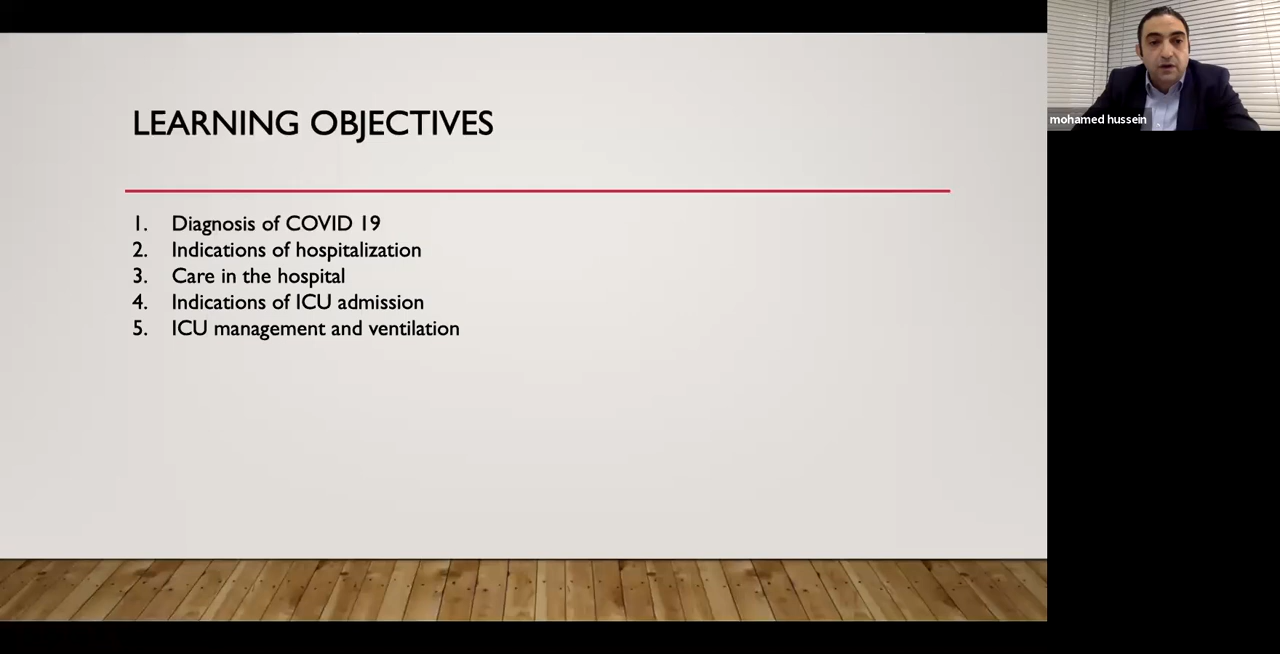 LEARNING OBJECTIVES
1. Diagnosis of COVID 19
2. Indications of hospitalization
3. Care in the hospital
4. Indications of ICU admission
5. ICU management and ventilation
mohamed hussein